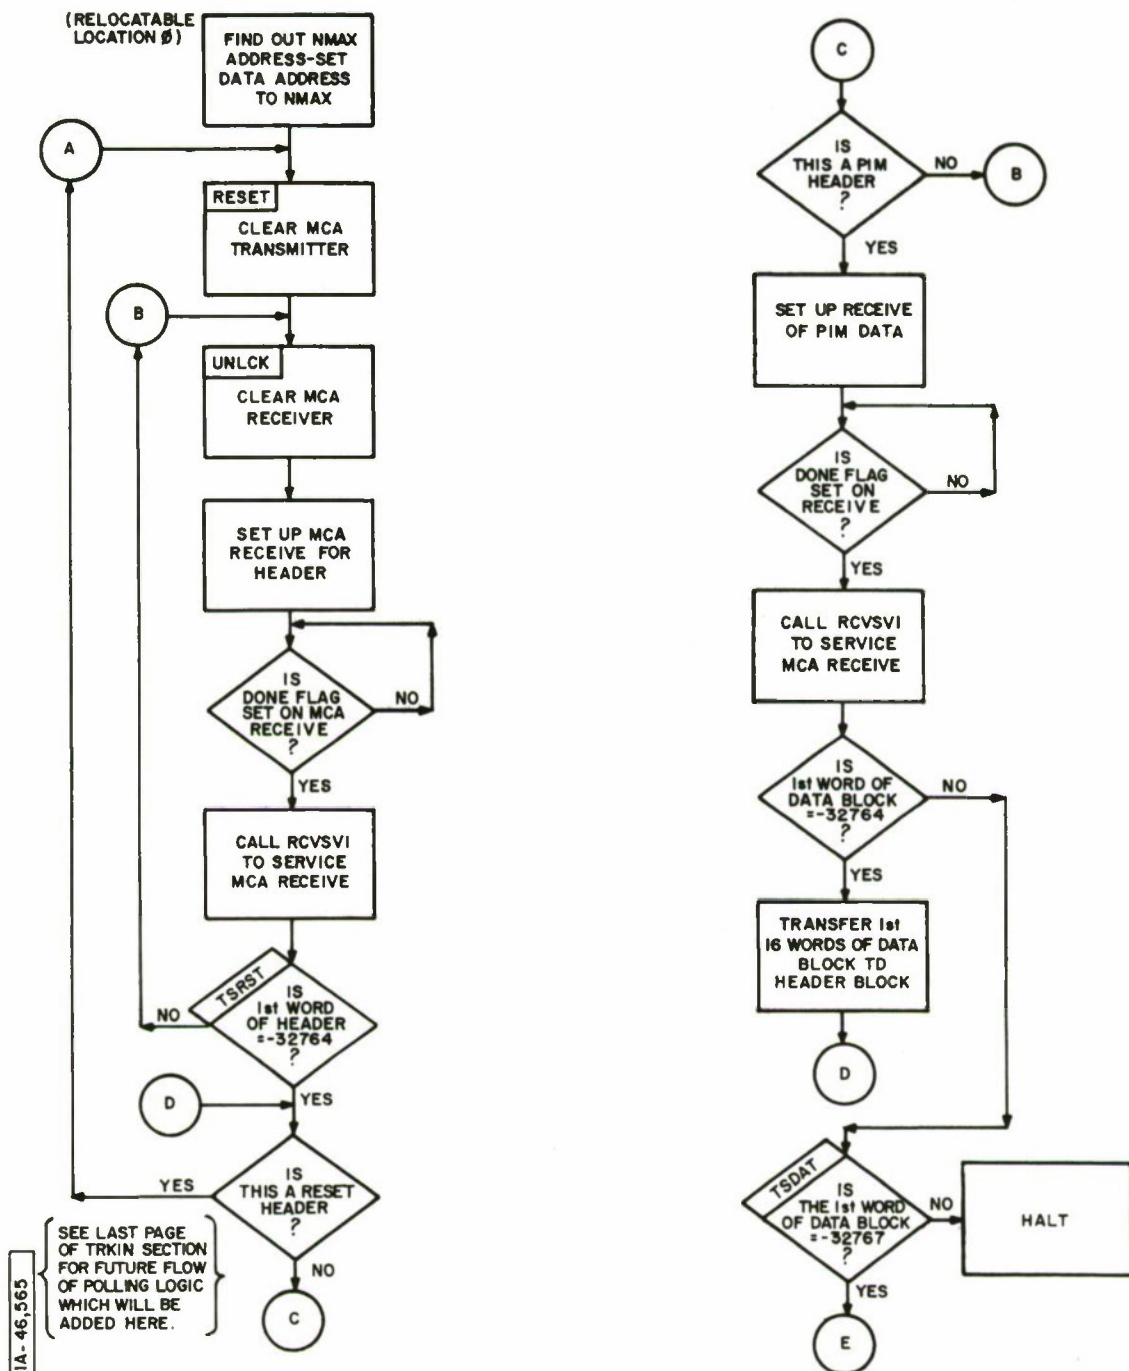 (RELOCATABLE
LOCATION Ø)
FIND OUT NMAX
ADDRESS-SET
DATA ADDRESS
TO NMAX
A
RESET
CLEAR MCA
TRANSMITTER
B
UNLCK
CLEAR MCA
RECEIVER
SET UP MCA
RECEIVE FOR
HEADER
IS
DONE FLAG
SET ON MCA
RECEIVE
?
NO
YES
CALL RCVSVI
TO SERVICE
MCA RECEIVE
TSRST
IS
1st WORD
OF HEADER
=-32764
?
NO
YES
D
IS
THIS A RESET
HEADER
?
YES
NO
C
SEE LAST PAGE
OF TRKIN SECTION
FOR FUTURE FLOW
OF POLLING LOGIC
WHICH WILL BE
ADDED HERE.
IA-46,565
C
IS
THIS A PIM
HEADER
?
NO
B
YES
SET UP RECEIVE
OF PIM DATA
IS
DONE FLAG
SET ON
RECEIVE
?
NO
YES
CALL RCVSVI
TO SERVICE
MCA RECEIVE
IS
1st WORD OF
DATA BLOCK
=-32764
?
NO
YES
TRANSFER 1st
16 WORDS OF DATA
BLOCK TD
HEADER BLOCK
D
TSDAT
IS
THE 1st WORD
OF DATA BLOCK
=-32767
?
NO
HALT
YES
E